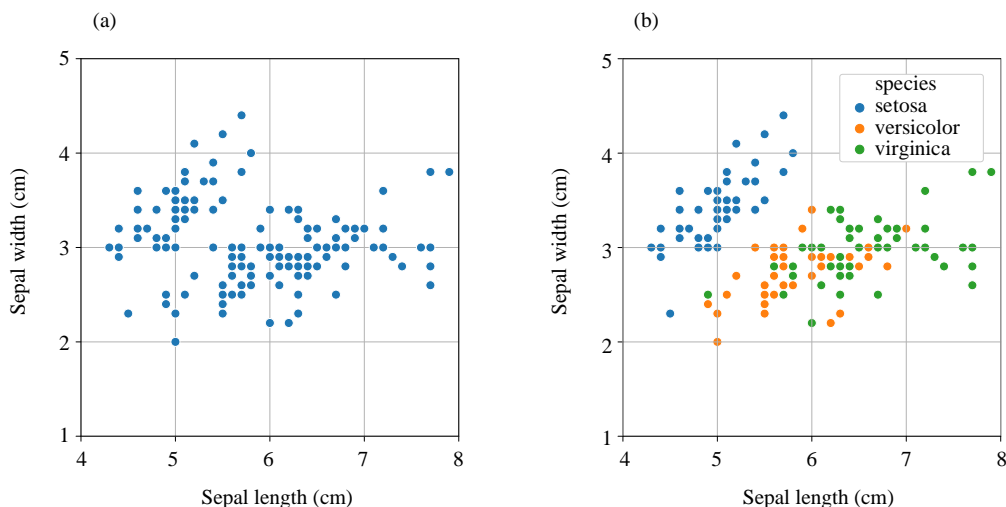 (a)
5
4
3
2
1
4
5
6
7
8
Sepal width (cm)
Sepal length (cm)
(b)
5
4
3
2
1
4
5
6
7
8
Sepal width (cm)
Sepal length (cm)
species
setosa
versicolor
virginica